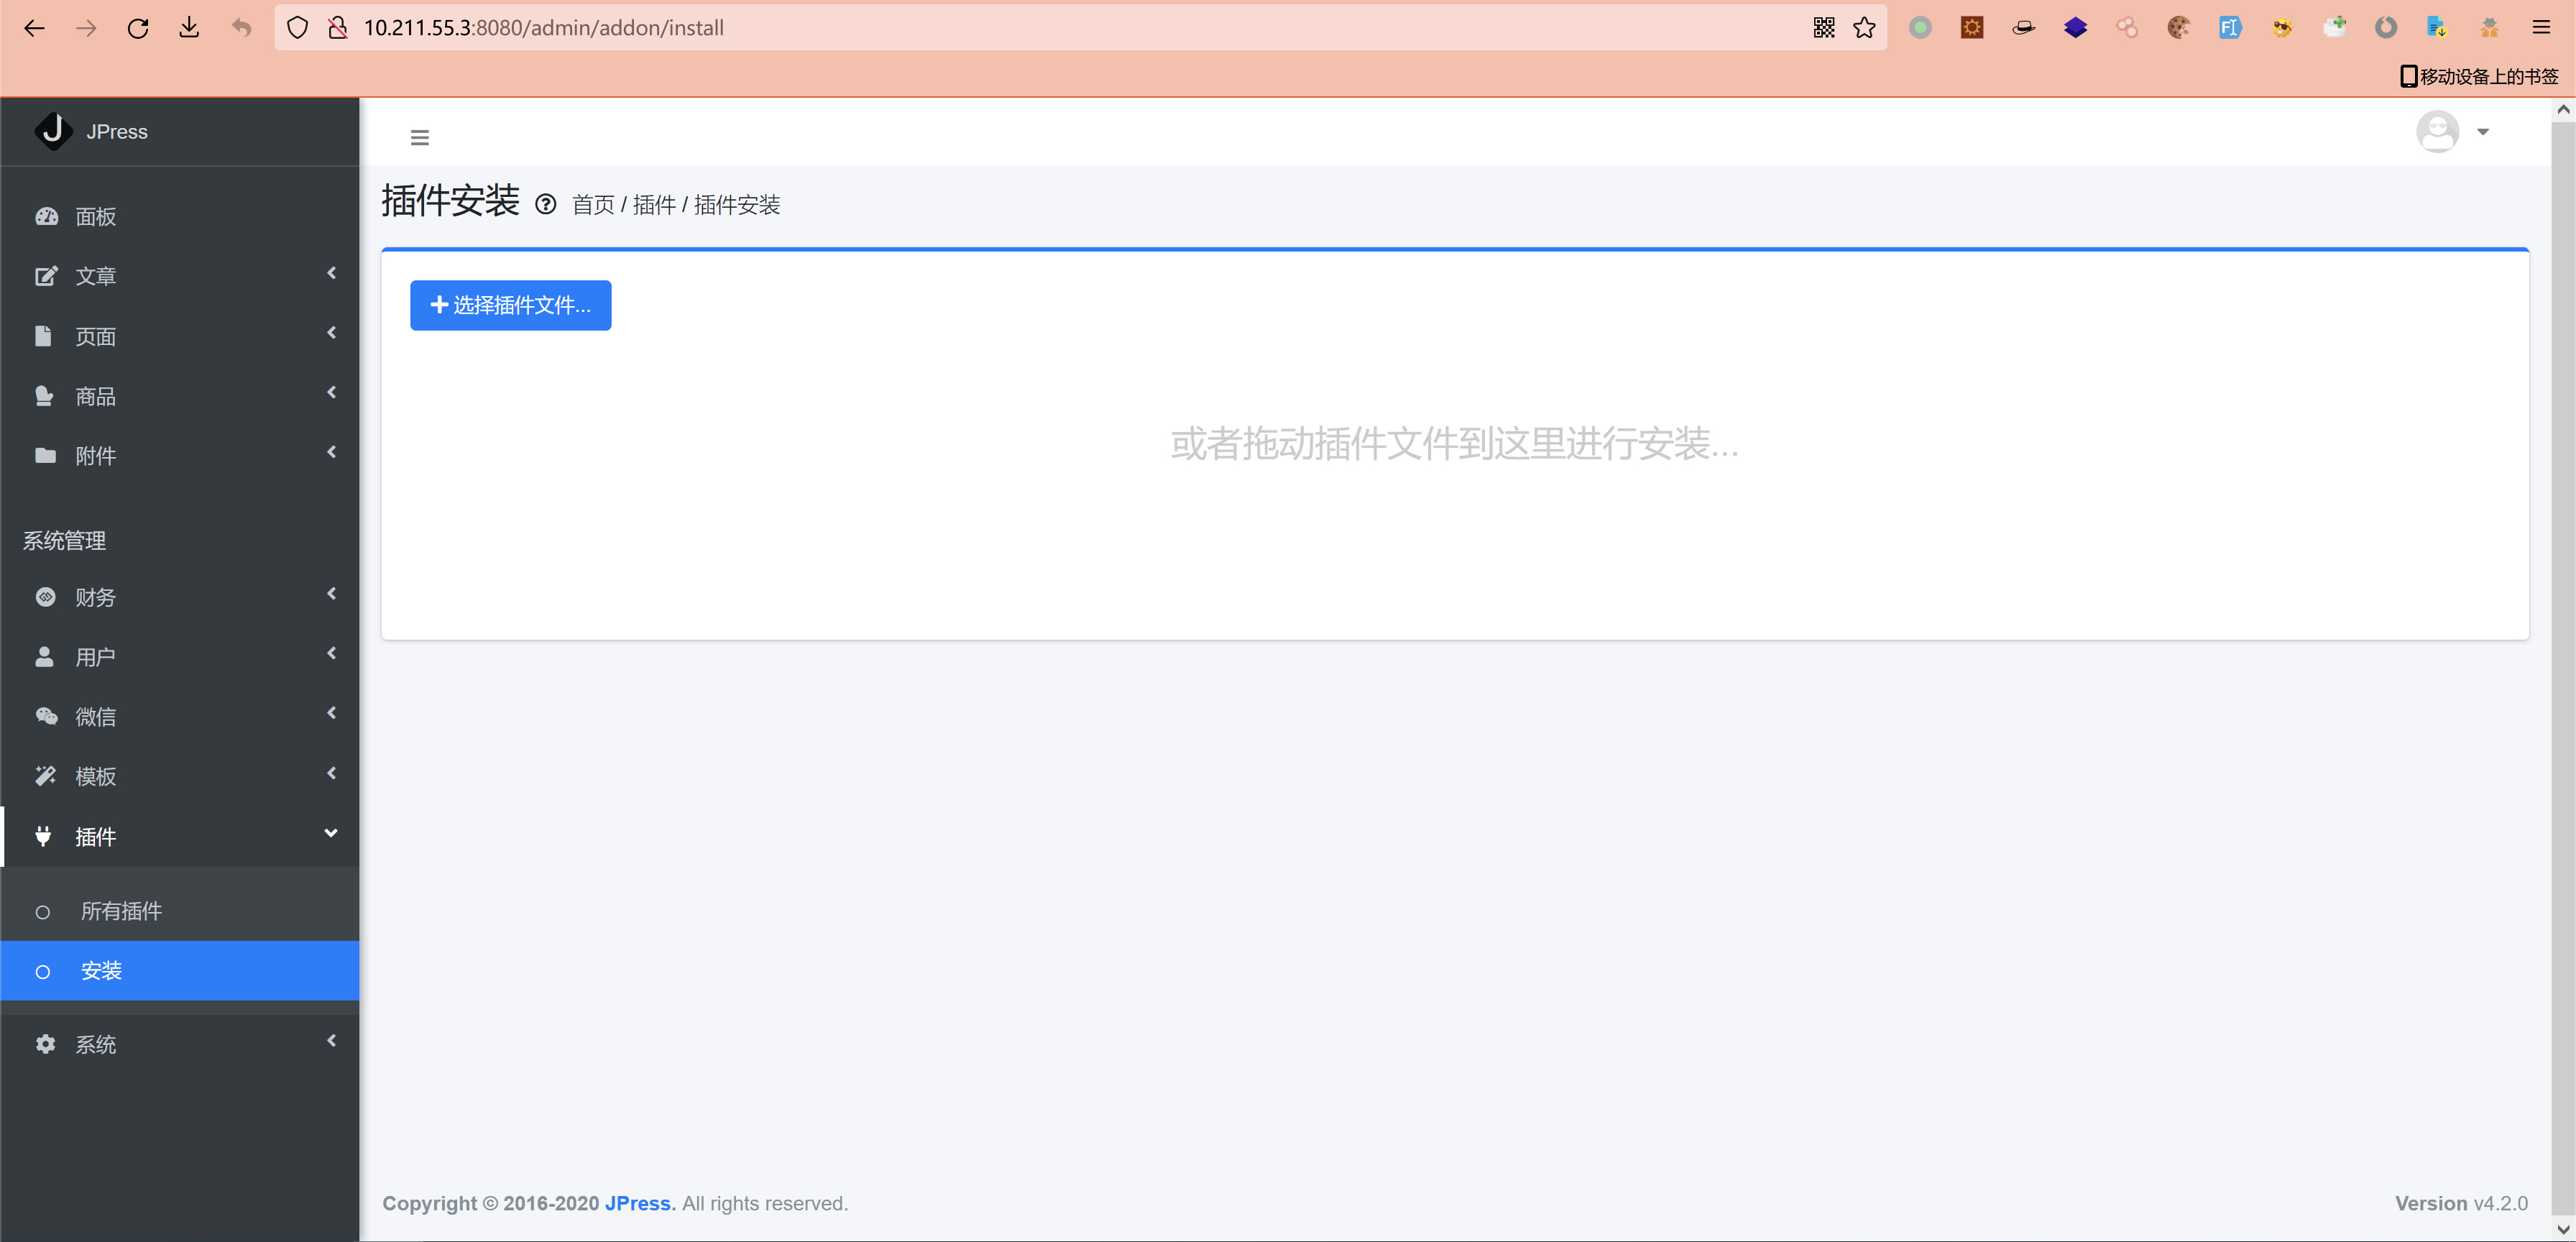 10.211.55.3:8080/admin/addon/install
移动设备上的书签
JPress
面板
文章
页面
商品
附件
系统管理
财务
用户
微信
模板
插件
所有插件
安装
系统
插件安装 首页 / 插件 / 插件安装
选择插件文件...
或者拖动插件文件到这里进行安装...
Copyright © 2016-2020 JPress. All rights reserved.
Version v4.2.0